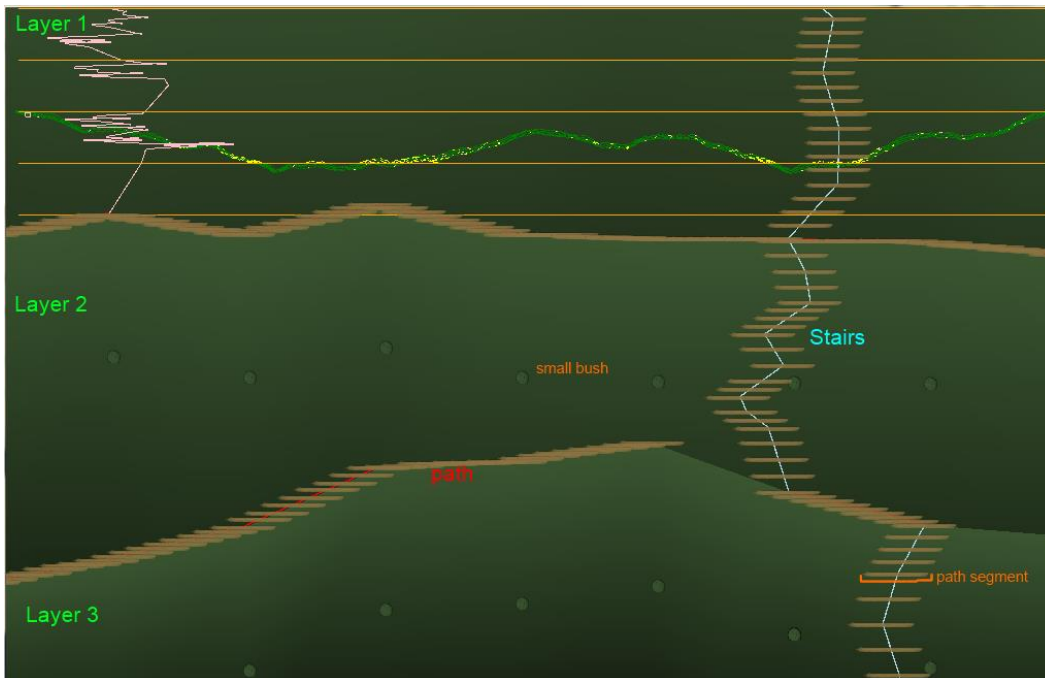 Layer 1
Layer 2
Stairs
small bush
path
path segment
Layer 3